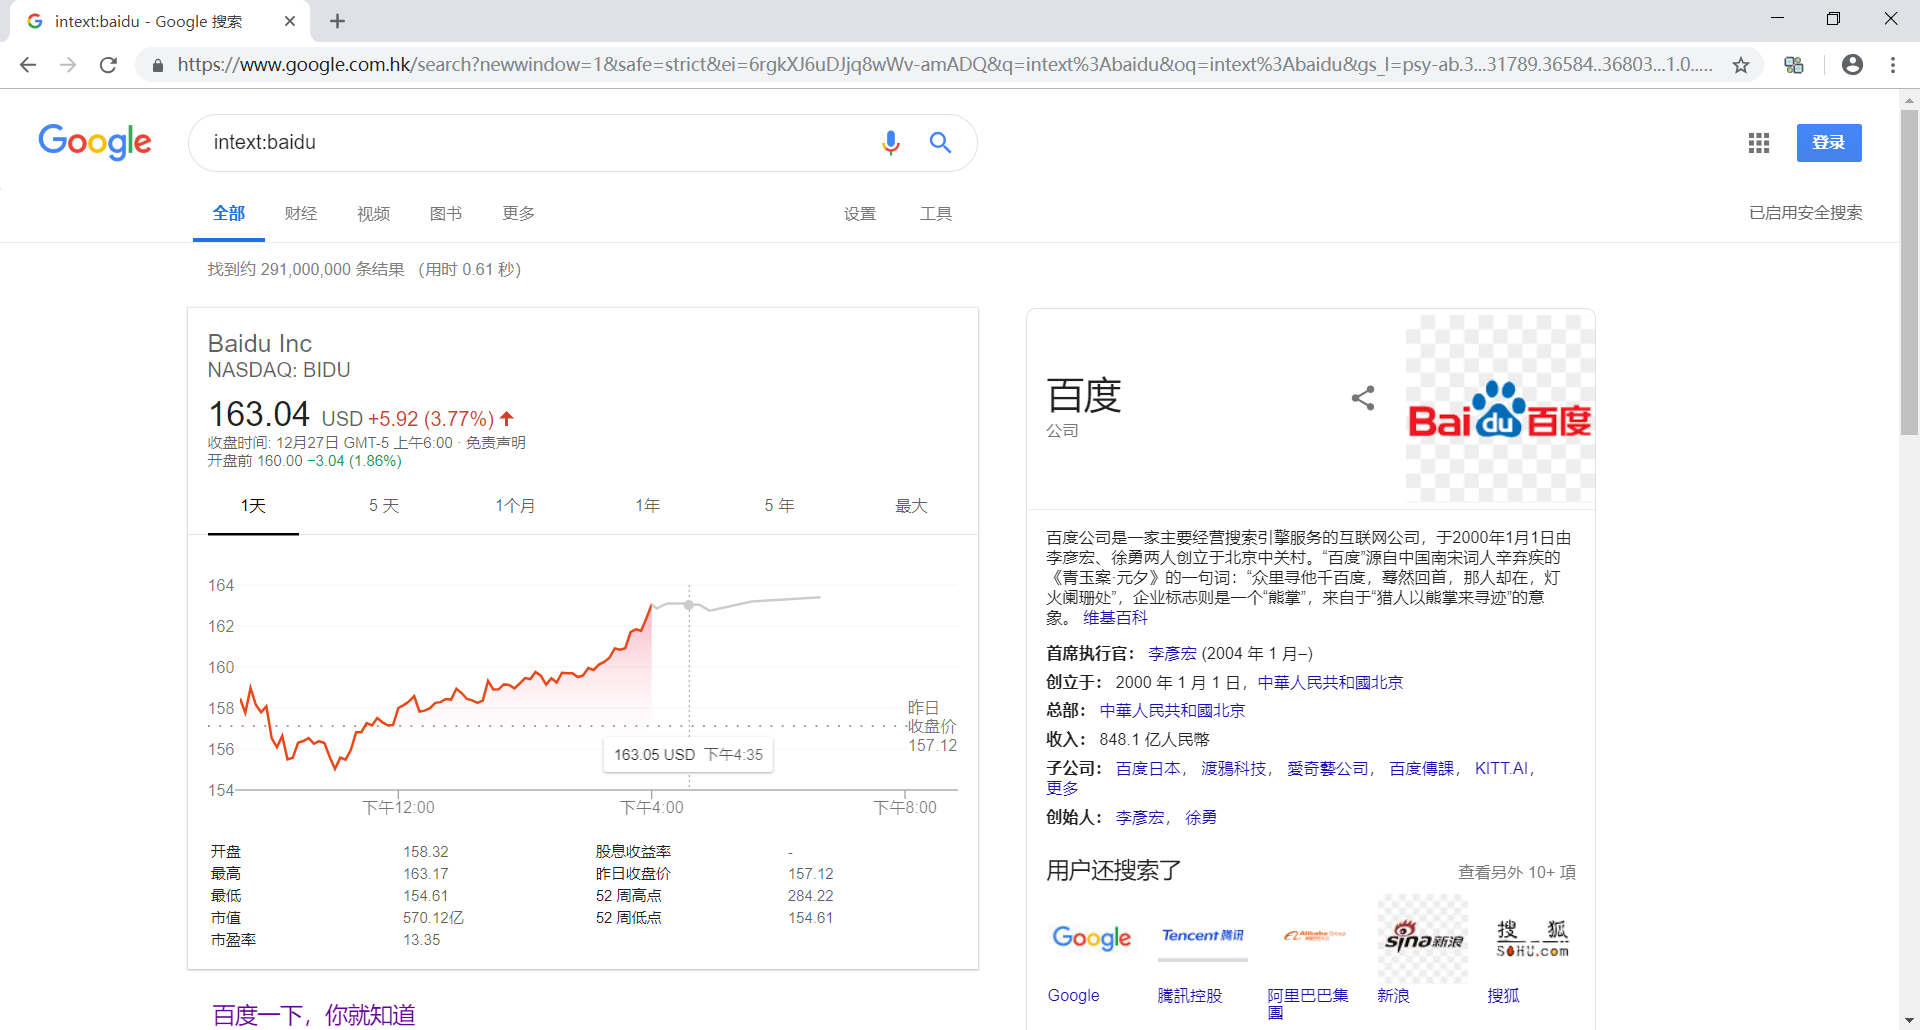 intext:baidu - Google 搜索
https://www.google.com.hk/search?newwindow=1&safe=strict&ei=6rgkXJ6uDJjq8wWv-amADQ&q=intext%3Abaidu&oq=intext%3Abaidu&gs_l=psy-ab.3...31789.36584..36803...1.0.....
Google
intext:baidu
登录
全部 财经 视频 图书 更多 设置 工具 已启用安全搜索
找到约 291,000,000 条结果 （用时 0.61 秒）
Baidu Inc
NASDAQ: BIDU
163.04 USD +5.92 (3.77%)
收盘时间: 12月27日 GMT-5 上午6:00 · 免责声明
开盘前 160.00 −3.04 (1.86%)
1天 5 天 1个月 1年 5 年 最大
164
162
160
158
156
154
昨日
收盘价
157.12
163.05 USD 下午4:35
下午12:00 下午4:00 下午8:00
开盘 158.32 股息收益率 -
最高 163.17 昨日收盘价 157.12
最低 154.61 52 周高点 284.22
市值 570.12亿 52 周低点 154.61
市盈率 13.35
百度一下，你就知道
百度
公司
Bai du 百度
百度公司是一家主要经营搜索引擎服务的互联网公司，于2000年1月1日由
李彦宏、徐勇两人创立于北京中关村。“百度”源自中国南宋词人辛弃疾的
《青玉案·元夕》的一句词：“众里寻他千百度，蓦然回首，那人却在，灯
火阑珊处”，企业标志则是一个“熊掌”，来自于“猎人以熊掌来寻迹”的意
象。 维基百科
首席执行官： 李彥宏 (2004 年 1 月–)
创立于： 2000 年 1 月 1 日，中華人民共和國北京
总部： 中華人民共和國北京
收入： 848.1 亿人民幣
子公司： 百度日本， 渡鴉科技， 愛奇藝公司， 百度傳課， KITT.AI，
更多
创始人： 李彥宏， 徐勇
用户还搜索了 查看另外 10+ 項
Google Tencent 腾讯 Alibaba Group sina新浪 搜狐
SOHU.com
Google 騰訊控股 阿里巴巴集 新浪 搜狐
團